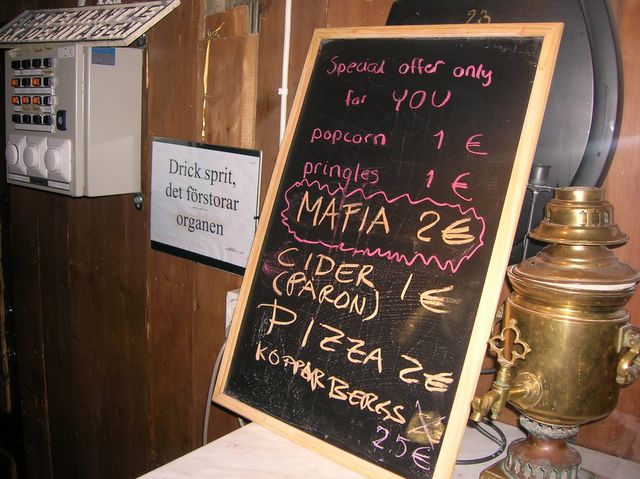 28
Special offer only
for YOU
popcorn 1 €
pringles 1 €
MAFIA 2€
CIDER 1€
(PÄRON)
PIZZA 2€
KOPPARBERGS
2.5€
Drick sprit,
det förstorar
organen